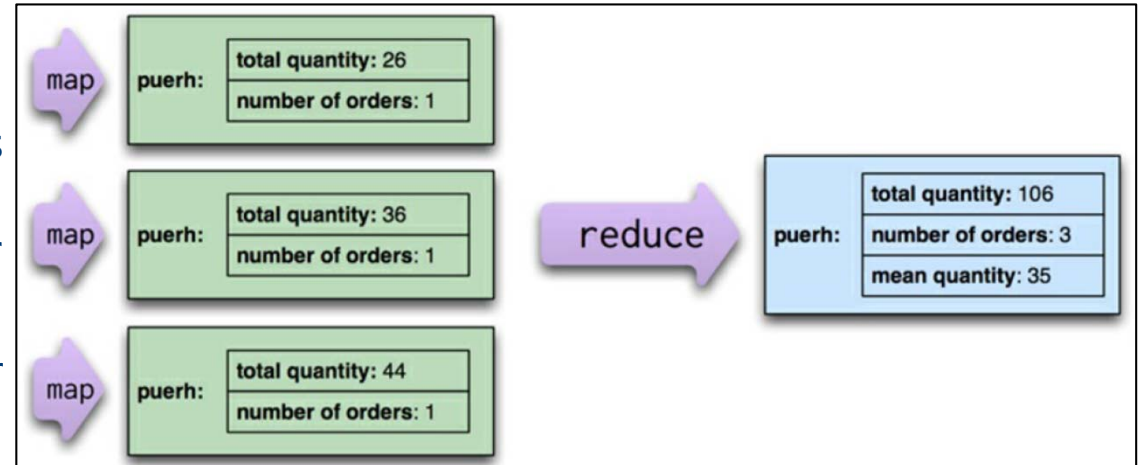 map
puerh:
total quantity: 26
number of orders: 1
map
puerh:
total quantity: 36
number of orders: 1
map
puerh:
total quantity: 44
number of orders: 1
reduce
puerh:
total quantity: 106
number of orders: 3
mean quantity: 35